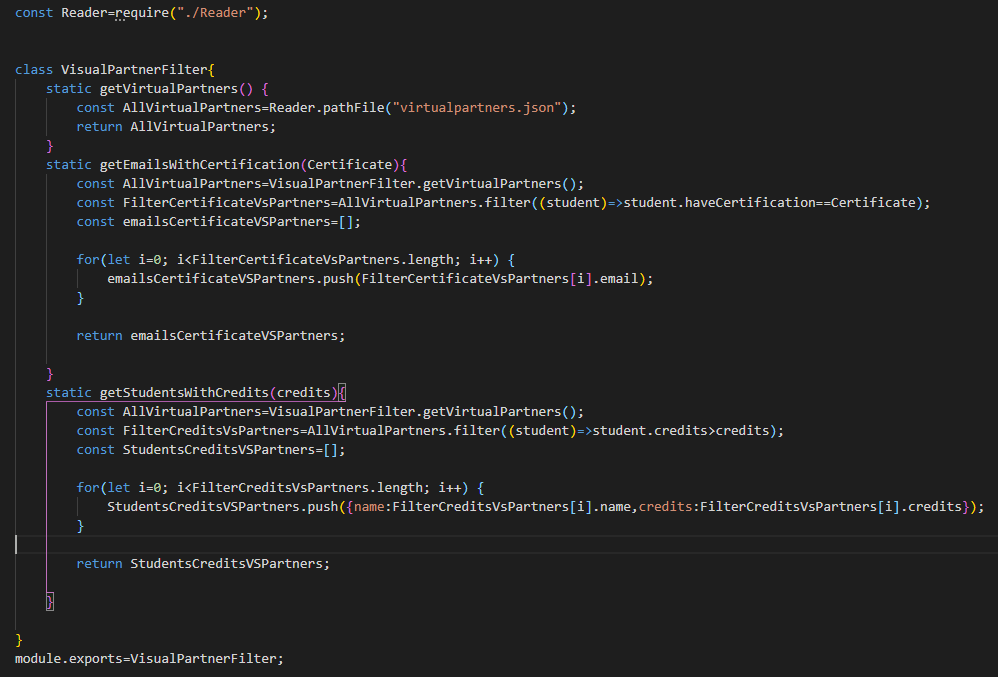 const Reader=require("./Reader");
class VisualPartnerFilter{
static getVirtualPartners() {
const AllVirtualPartners=Reader.pathFile("virtualpartners.json");
return AllVirtualPartners;
}
static getEmailsWithCertification(Certificate){
const AllVirtualPartners=VisualPartnerFilter.getVirtualPartners();
const FilterCertificateVsPartners=AllVirtualPartners.filter((student)=>student.haveCertification==Certificate);
const emailsCertificateVSPartners=[];
for(let i=0; i<FilterCertificateVsPartners.length; i++) {
emailsCertificateVSPartners.push(FilterCertificateVsPartners[i].email);
}
return emailsCertificateVSPartners;
}
static getStudentsWithCredits(credits){
const AllVirtualPartners=VisualPartnerFilter.getVirtualPartners();
const FilterCreditsVsPartners=AllVirtualPartners.filter((student)=>student.credits>credits);
const StudentsCreditsVSPartners=[];
for(let i=0; i<FilterCreditsVsPartners.length; i++) {
StudentsCreditsVSPartners.push({name:FilterCreditsVsPartners[i].name,credits:FilterCreditsVsPartners[i].credits});
}
return StudentsCreditsVSPartners;
}
}
module.exports=VisualPartnerFilter;